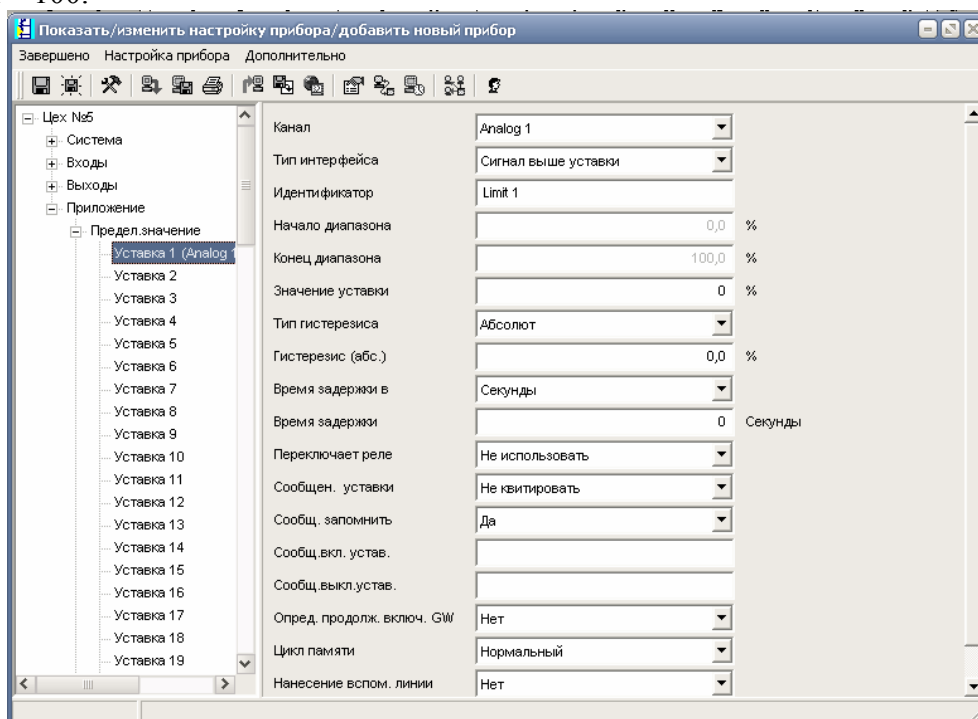 100.
Показать/изменить настройку прибора/добавить новый прибор
Завершено Настройка прибора Дополнительно
Цех №5
Система
Входы
Выходы
Приложение
Предел.значение
Уставка 1 (Analog 1
Уставка 2
Уставка 3
Уставка 4
Уставка 5
Уставка 6
Уставка 7
Уставка 8
Уставка 9
Уставка 10
Уставка 11
Уставка 12
Уставка 13
Уставка 14
Уставка 15
Уставка 16
Уставка 17
Уставка 18
Уставка 19
Канал Analog 1
Тип интерфейса Сигнал выше уставки
Идентификатор Limit 1
Начало диапазона 0,0 %
Конец диапазона 100,0 %
Значение уставки 0 %
Тип гистерезиса Абсолют
Гистерезис (абс.) 0,0 %
Время задержки в Секунды
Время задержки 0 Секунды
Переключает реле Не использовать
Сообщен. уставки Не квитировать
Сообщ. запомнить Да
Сообщ.вкл. устав.
Сообщ.выкл.устав.
Опред. продолж. включ. GW Нет
Цикл памяти Нормальный
Нанесение вспом. линии Нет